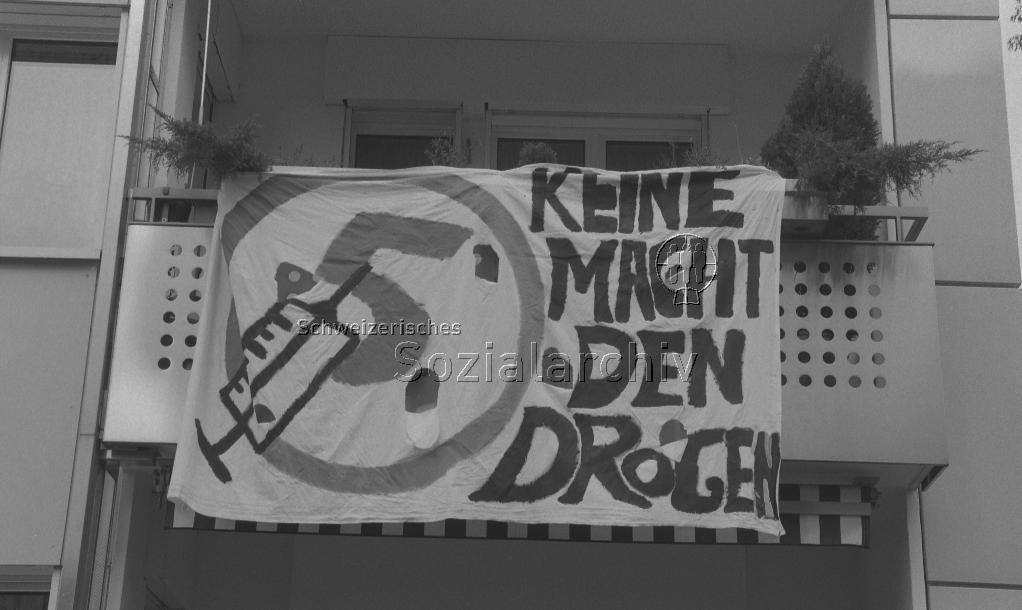 KEINE
MACHT
DEN
DROGEN
Schweizerisches
Sozialarchiv